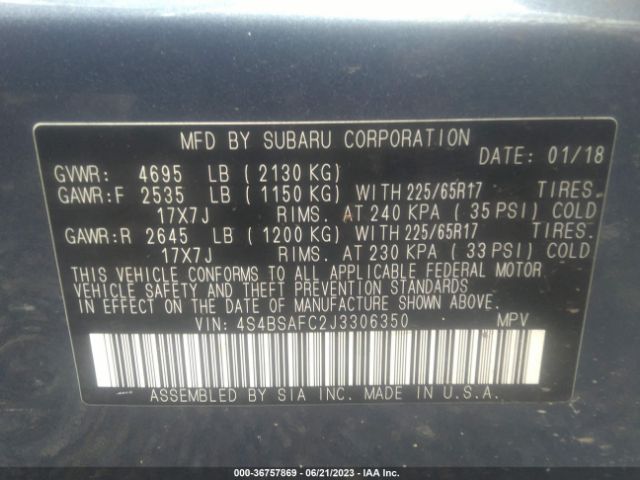 MFD BY SUBARU CORPORATION
DATE: 01/18
GVWR: 4695 LB ( 2130 KG)
GAWR:F 2535 LB ( 1150 KG) WITH 225/65R17 TIRES.
17X7J RIMS. AT 240 KPA ( 35 PSI) COLD
GAWR:R 2645 LB ( 1200 KG) WITH 225/65R17 TIRES.
17X7J RIMS. AT 230 KPA ( 33 PSI) COLD
THIS VEHICLE CONFORMS TO ALL APPLICABLE FEDERAL MOTOR
VEHICLE SAFETY AND THEFT PREVENTION STANDARDS
IN EFFECT ON THE DATE OF MANUFACTURE SHOWN ABOVE.
VIN: 4S4BSAFC2J3306350 MPV
ASSEMBLED BY SIA INC. MADE IN U.S.A.
000-36757869 - 06/21/2023 - IAA Inc.